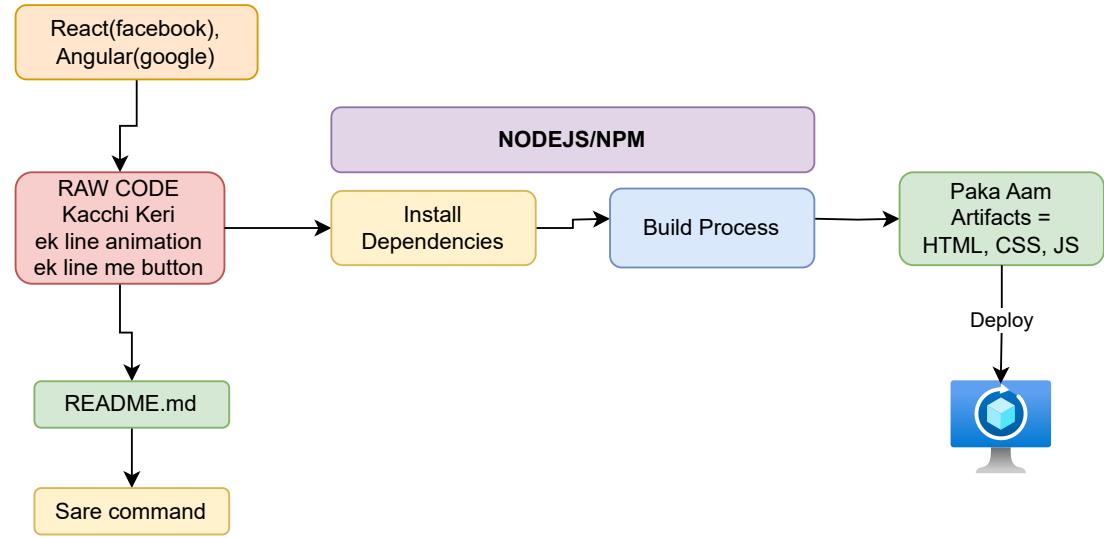 React(facebook),
Angular(google)
NODEJS/NPM
RAW CODE
Kacchi Keri
ek line animation
ek line me button
Install
Dependencies
Build Process
Paka Aam
Artifacts =
HTML, CSS, JS
Deploy
README.md
Sare command